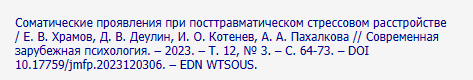 Соматические проявления при посттравматическом стрессовом расстройстве
/ Е. В. Храмов, Д. В. Деулин, И. О. Котенев, А. А. Пахалкова // Современная
зарубежная психология. – 2023. – Т. 12, № 3. – С. 64-73. – DOI
10.17759/jmfp.2023120306. – EDN WTSOUS.